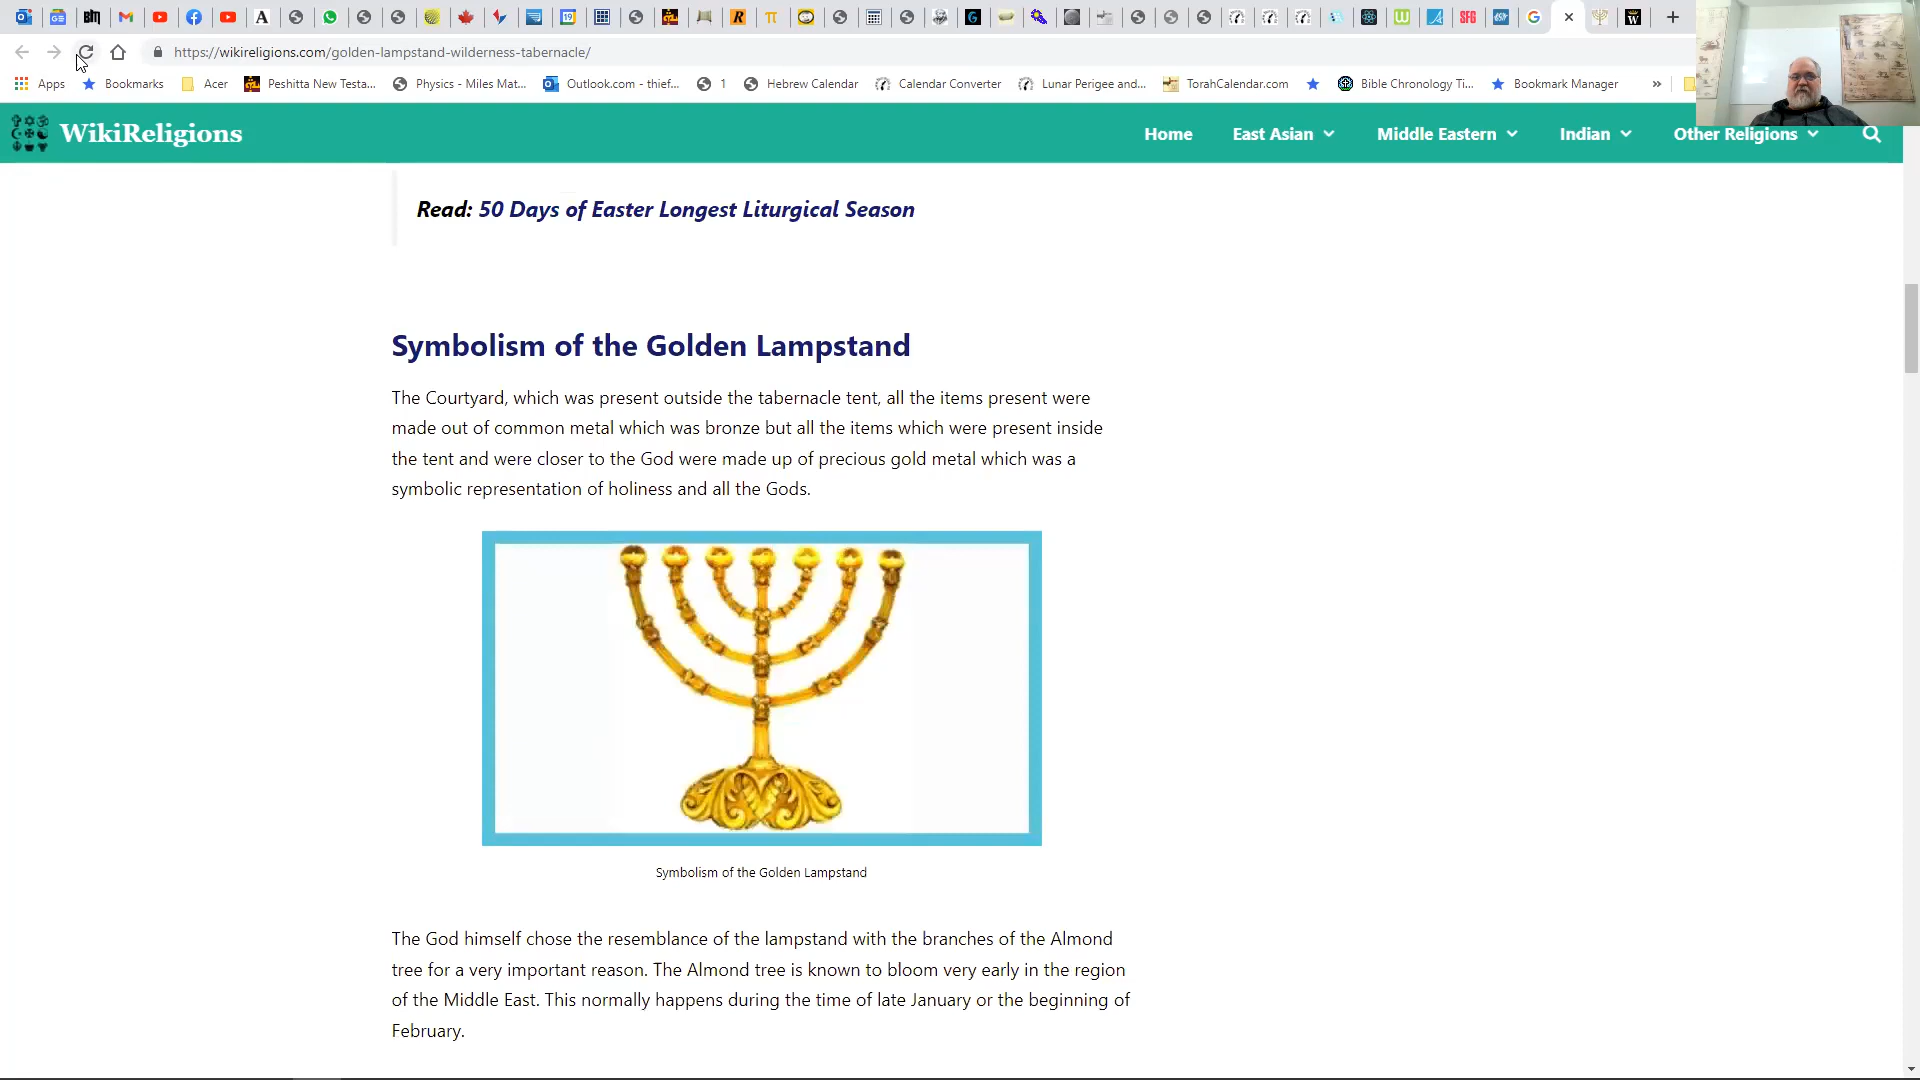 https://wikireligions.com/golden-lampstand-wilderness-tabernacle/
Apps Bookmarks Acer Peshitta New Testa... Physics - Miles Mat... Outlook.com - thief... 1 Hebrew Calendar Calendar Converter Lunar Perigee and... TorahCalendar.com Bible Chronology Ti... Bookmark Manager »
WikiReligions Home East Asian Middle Eastern Indian Other Religions
Read: 50 Days of Easter Longest Liturgical Season
Symbolism of the Golden Lampstand
The Courtyard, which was present outside the tabernacle tent, all the items present were
made out of common metal which was bronze but all the items which were present inside
the tent and were closer to the God were made up of precious gold metal which was a
symbolic representation of holiness and all the Gods.
Symbolism of the Golden Lampstand
The God himself chose the resemblance of the lampstand with the branches of the Almond
tree for a very important reason. The Almond tree is known to bloom very early in the region
of the Middle East. This normally happens during the time of late January or the beginning of
February.